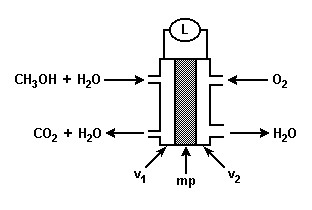 L
CH3OH + H2O
O2
CO2 + H2O
H2O
v1
mp
v2